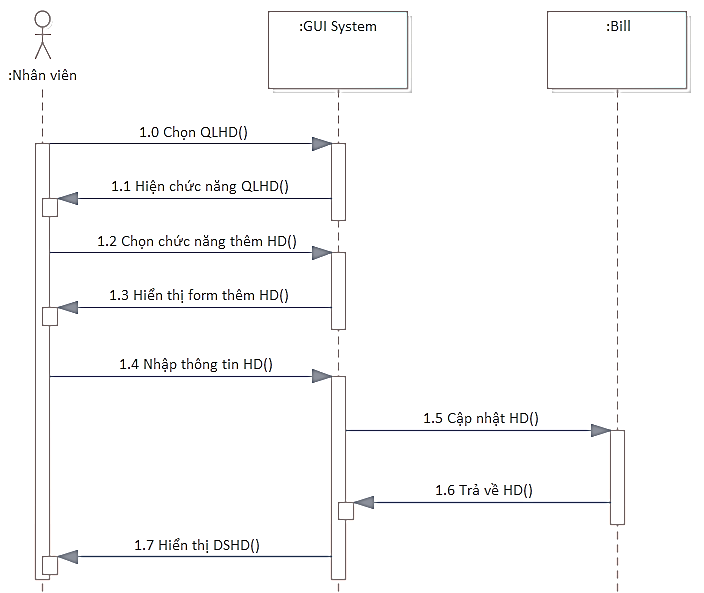 :GUI System
:Bill
:Nhân viên
1.0 Chọn QLHD()
1.1 Hiện chức năng QLHD()
1.2 Chọn chức năng thêm HD()
1.3 Hiển thị form thêm HD()
1.4 Nhập thông tin HD()
1.5 Cập nhật HD()
1.6 Trả về HD()
1.7 Hiển thị DSHD()